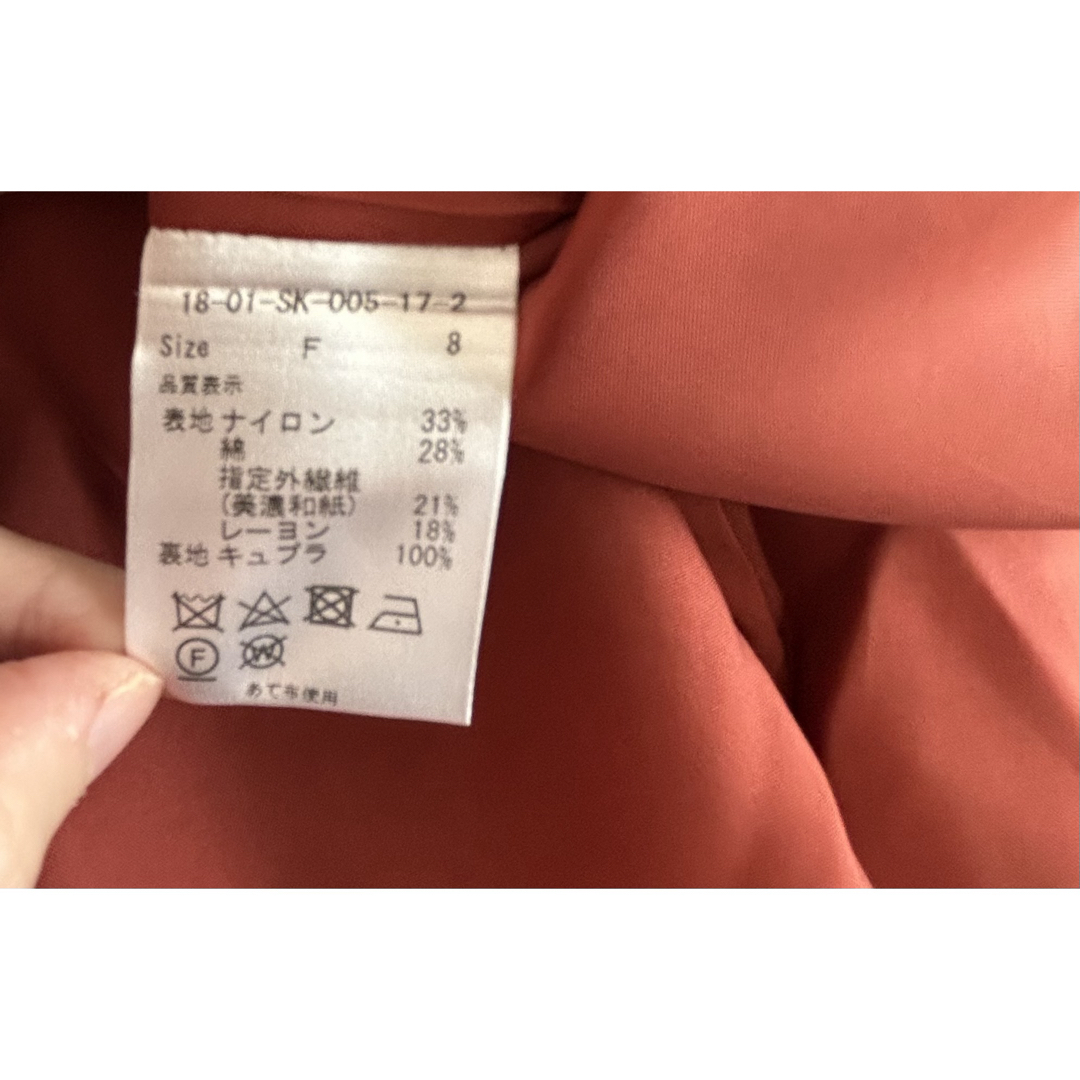 18-01-SK-005-17-2
Size F 8
品質表示
表地 ナイロン 33%
綿 28%
指定外繊維
(美濃和紙) 21%
レーヨン 18%
裏地 キュプラ 100%
F W
あて布使用